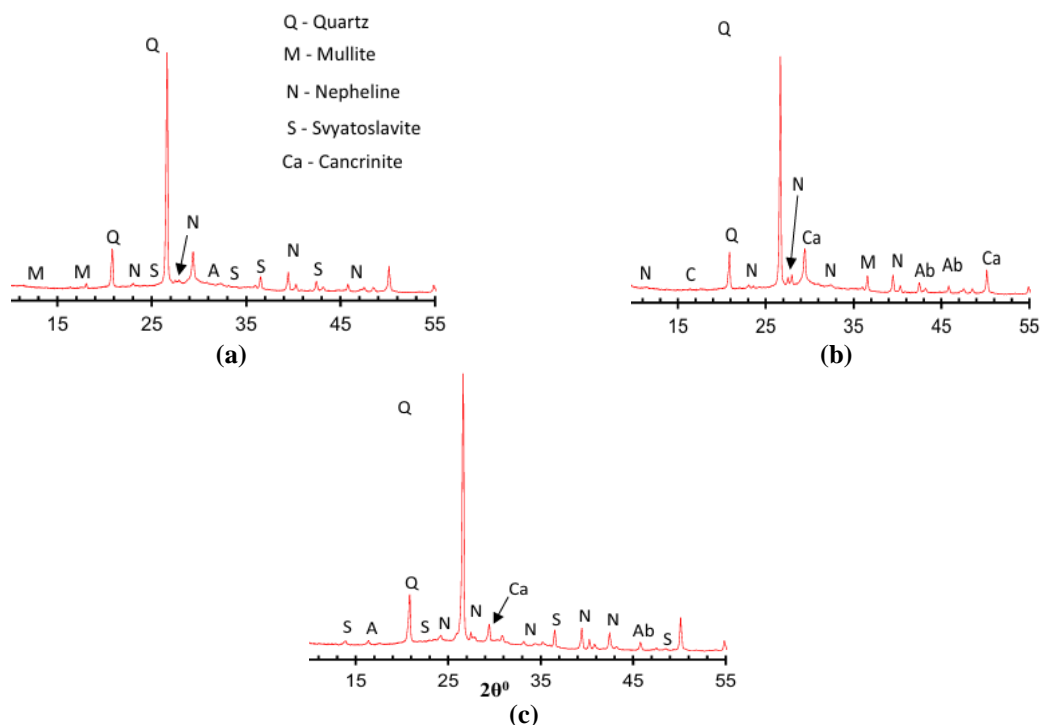 Q - Quartz
M - Mullite
N - Nepheline
S - Svyatoslavite
Ca - Cancrinite
Q
N
Q
M M N S A S S N S N
15 25 35 45 55
(a)
Q
N
Q Ca
N C N N M N Ab Ab Ca
15 25 35 45 55
(b)
Q
Q Ca
S A S N N N S N N Ab S
15 25 35 45 55
2θ⁰
(c)